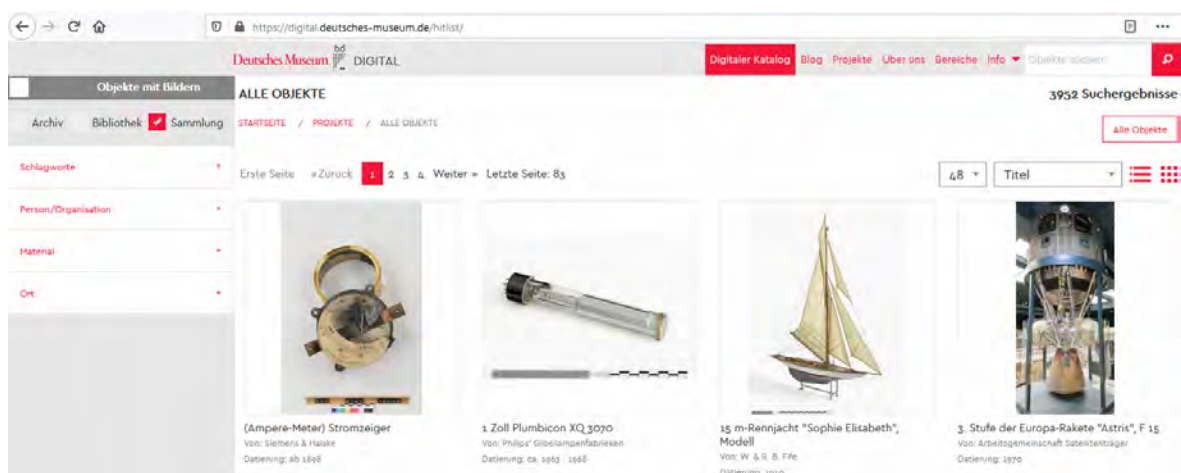 https://digital.deutsches-museum.de/hitlist/
Deutsches Museum DIGITAL
Digitaler Katalog Blog Projekte Über uns Bereiche Info
Objekte mit Bildern
Archiv Bibliothek Sammlung
Schlagworte
Person/Organisation
Material
Ort
ALLE OBJEKTE
3952 Suchergebnisse
STARTSEITE / PROJEKTE / ALLE OBJEKTE
Alle Objekte
Erste Seite «Zurück 1 2 3 4 Weiter » Letzte Seite: 83
48 Titel
(Ampere-Meter) Stromzeiger
Von: Siemens & Halske
Datierung: ab 1898
1 Zoll Plumbicon XQ 3070
Von: Philips' Gloeilampenfabrieken
Datierung: ca. 1963 - 1968
15 m-Rennjacht "Sophie Elisabeth",
Modell
Von: W. & R. B. Fife
3. Stufe der Europa-Rakete "Astris", F 15
Von: Arbeitsgemeinschaft Satellitenträger
Datierung: 1970